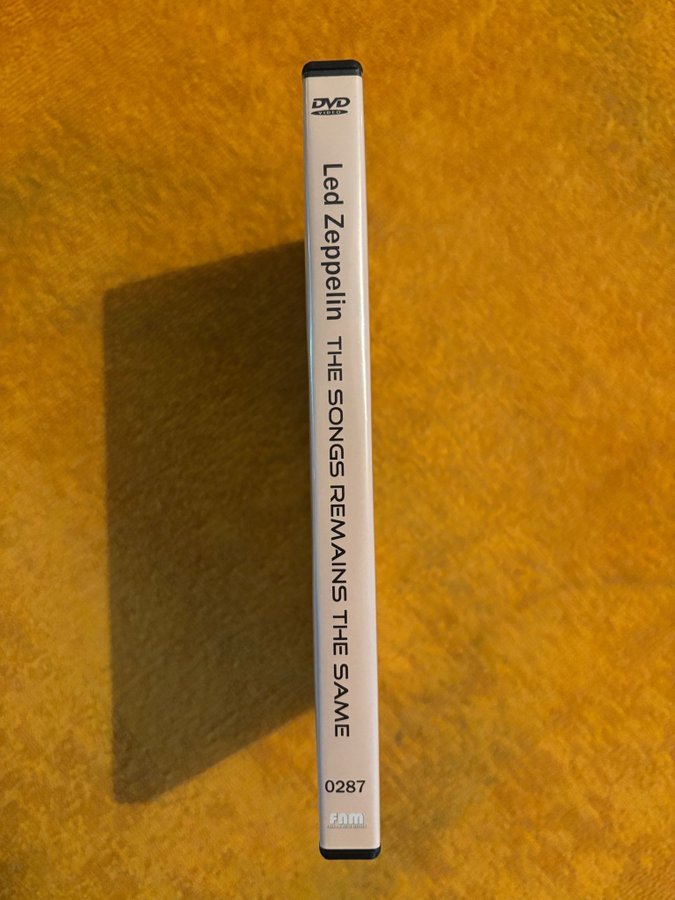 DVD
VIDEO
Led Zeppelin THE SONGS REMAINS THE SAME
0287
fnm